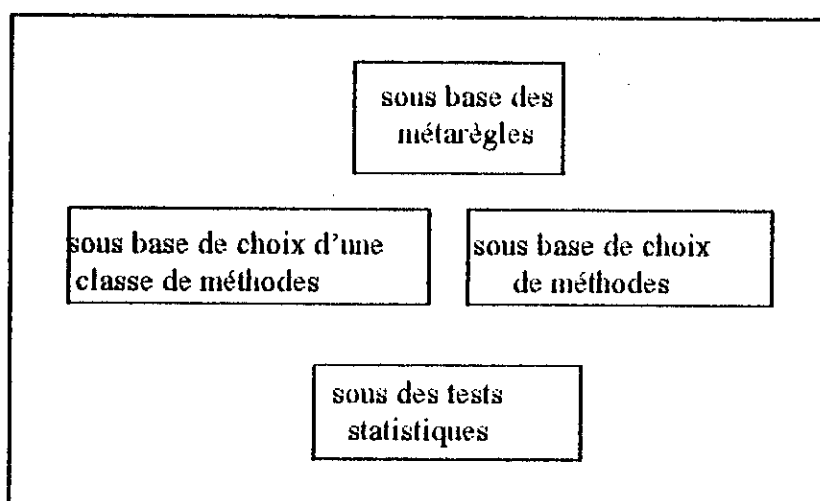 sous base des
métarègles
sous base de choix d'une
classe de méthodes
sous base de choix
de méthodes
sous des tests
statistiques